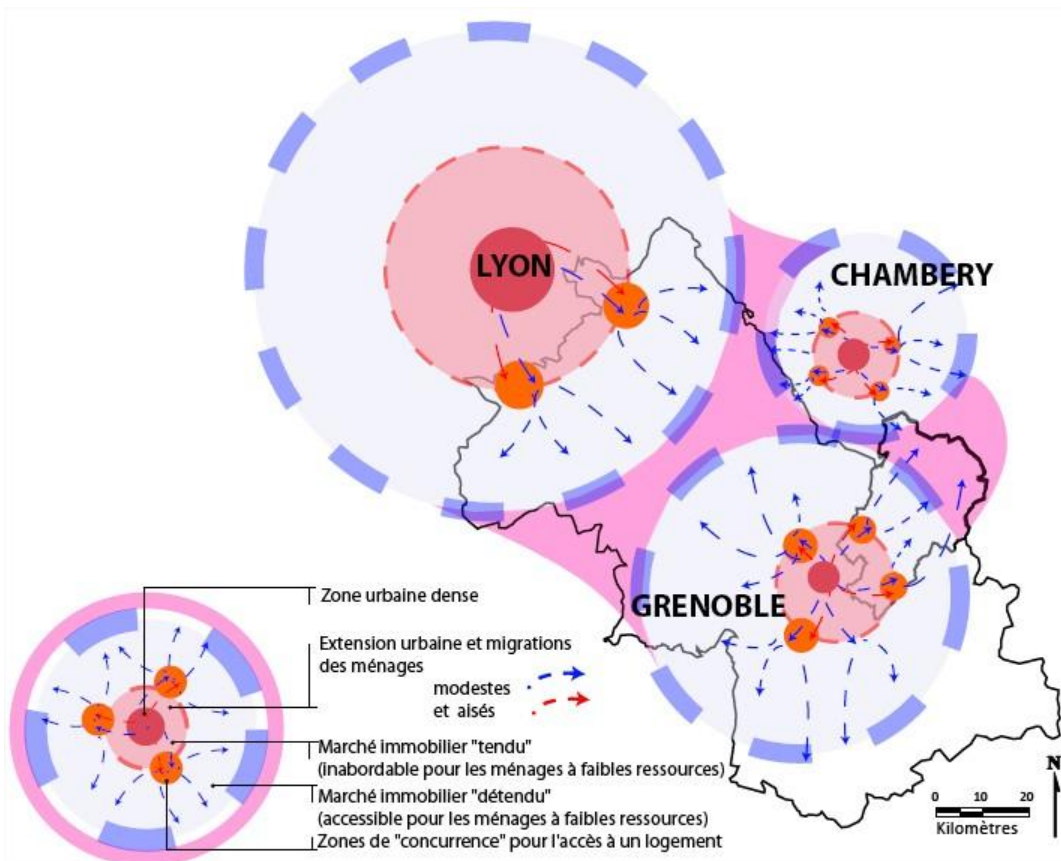 LYON
CHAMBERY
GRENOBLE
Zone urbaine dense
Extension urbaine et migrations
des ménages
modestes
et aisés
Marché immobilier "tendu"
(inabordable pour les ménages à faibles ressources)
Marché immobilier "détendu"
(accessible pour les ménages à faibles ressources)
Zones de "concurrence" pour l'accès à un logement
N
0 10 20
Kilomètres